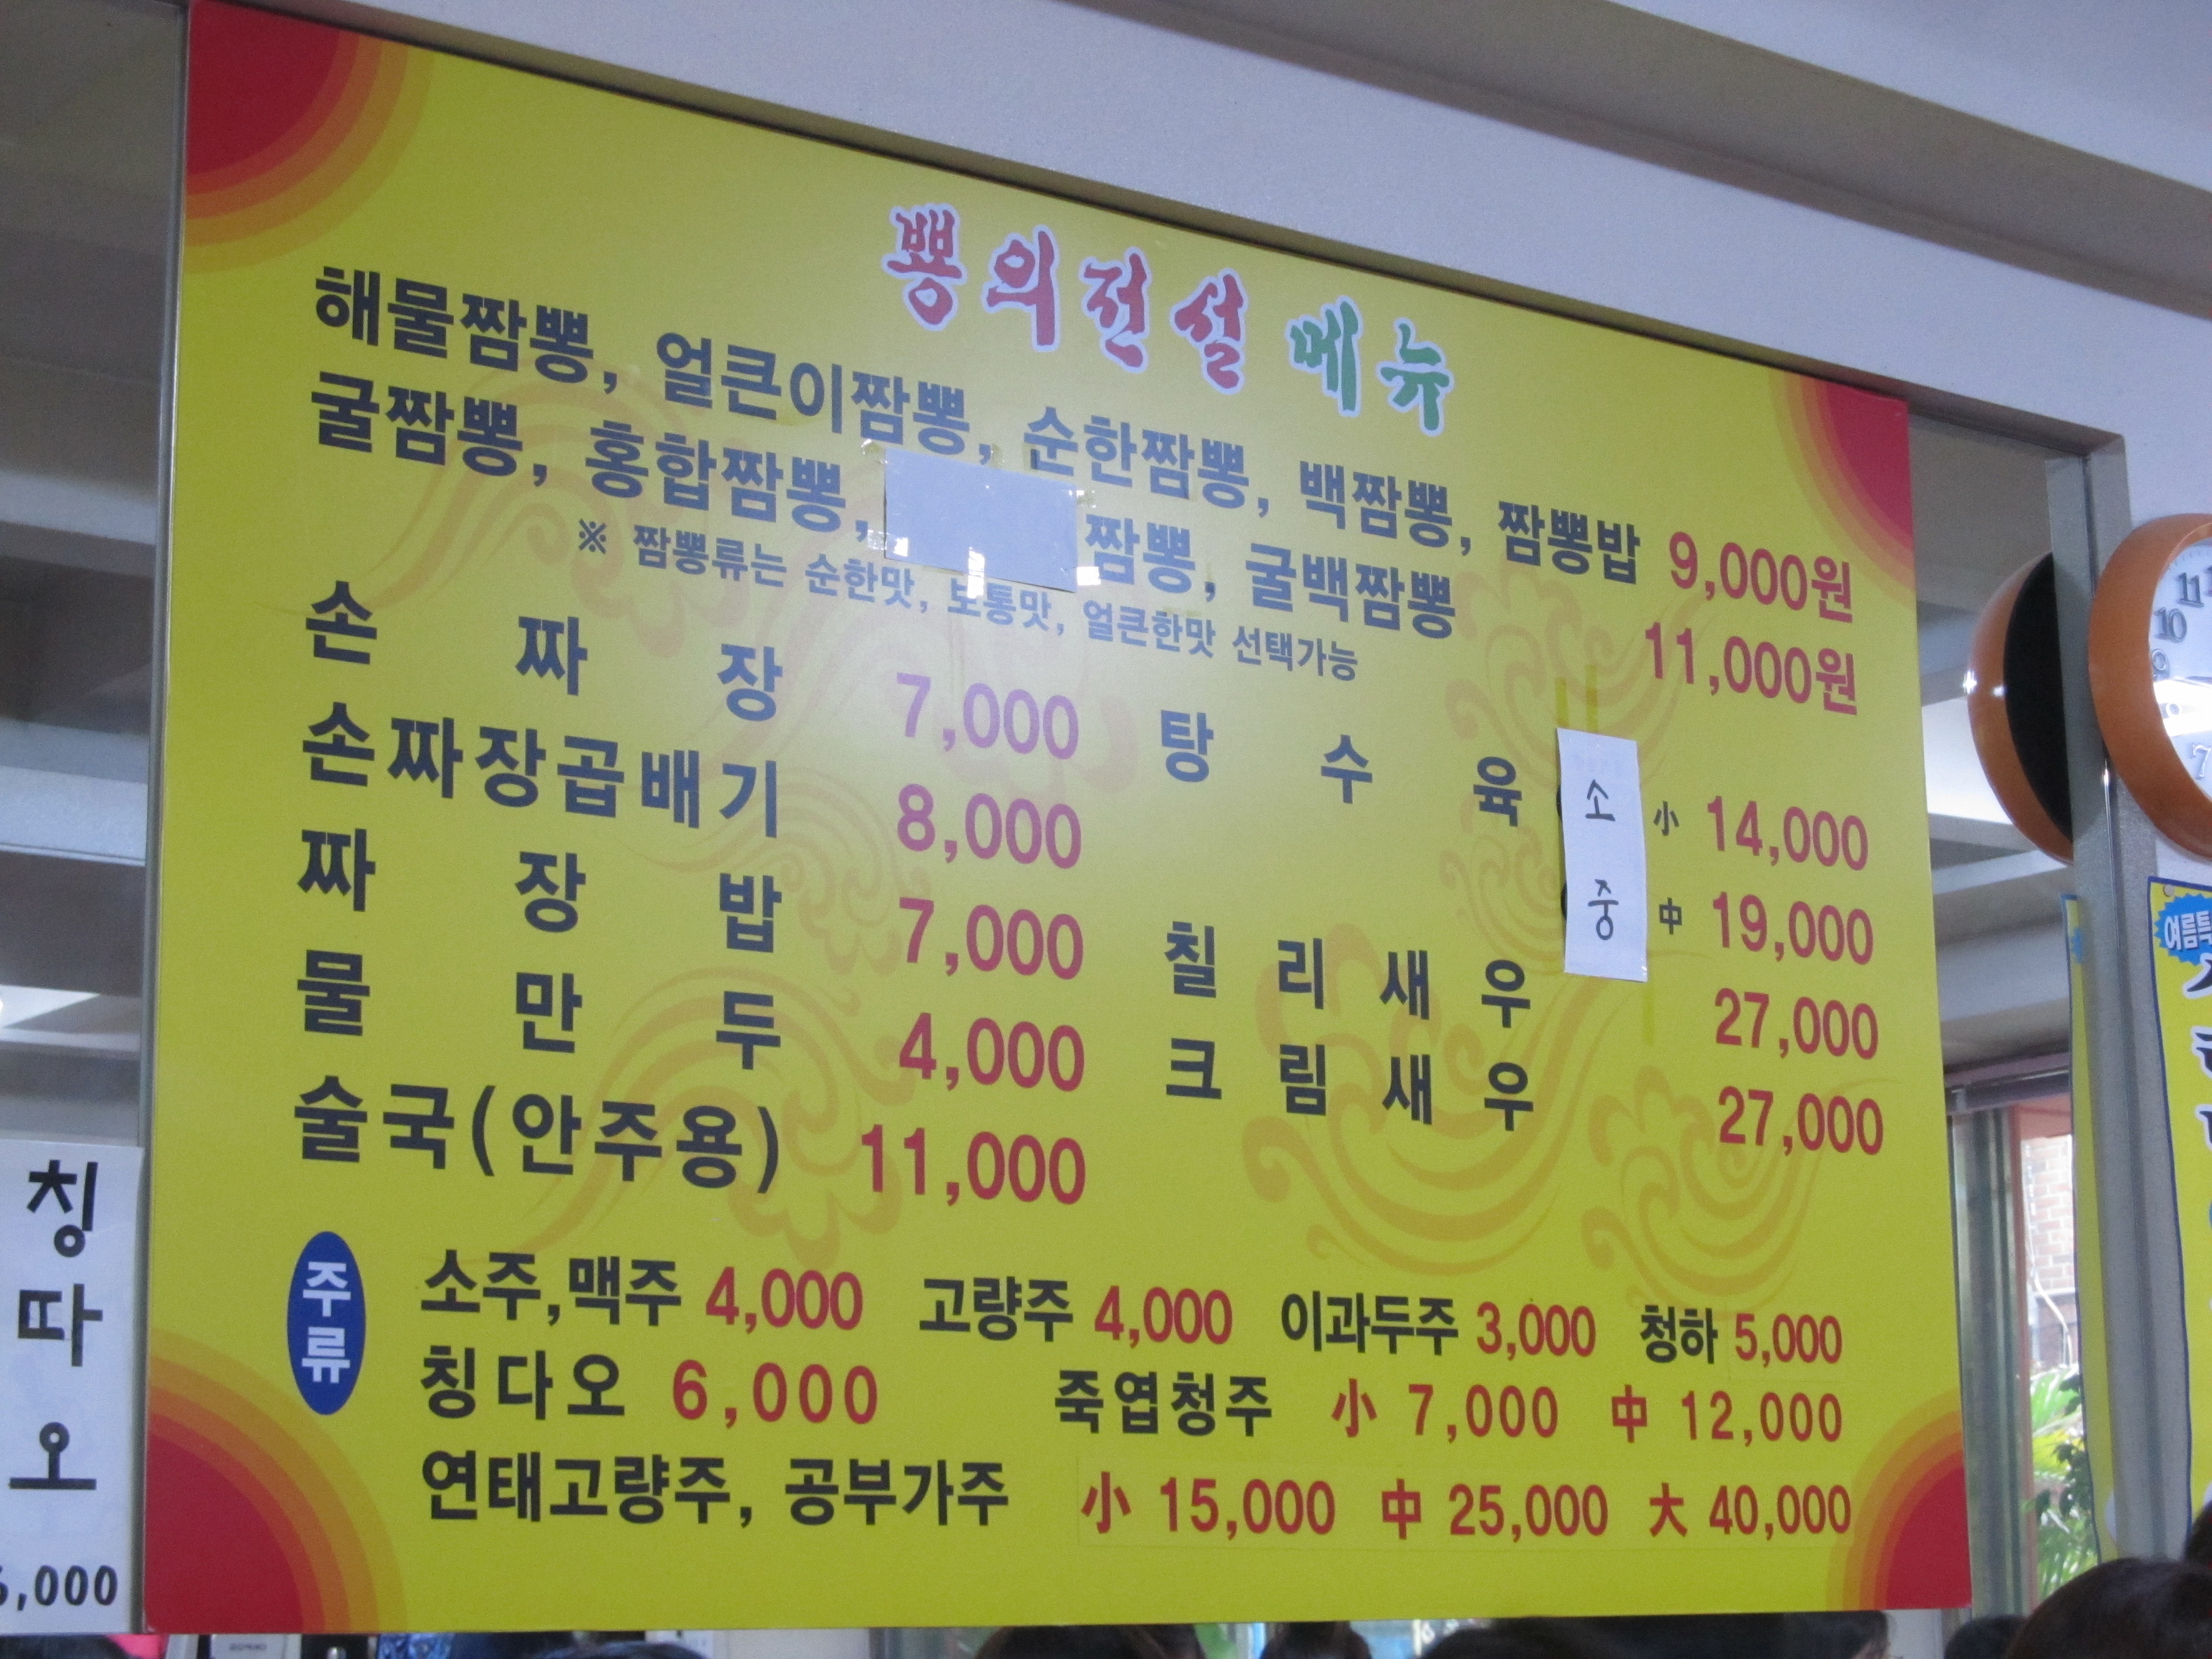 뽕의전설 메뉴
해물짬뽕, 얼큰이짬뽕, 순한짬뽕, 백짬뽕, 짬뽕밥 9,000원
굴짬뽕, 홍합짬뽕, 짬뽕, 굴백짬뽕 11,000원
※ 짬뽕류는 순한맛, 보통맛, 얼큰한맛 선택가능
손짜장 7,000
손짜장곱배기 8,000
짜장밥 7,000
물만두 4,000
술국(안주용) 11,000
탕수육 소 小 14,000
중 中 19,000
칠리새우 27,000
크림새우 27,000
주류
소주,맥주 4,000 고량주 4,000 이과두주 3,000 청하 5,000
칭다오 6,000 죽엽청주 小 7,000 中 12,000
연태고량주, 공부가주 小 15,000 中 25,000 大 40,000
칭따오
6,000
11
10
9
7